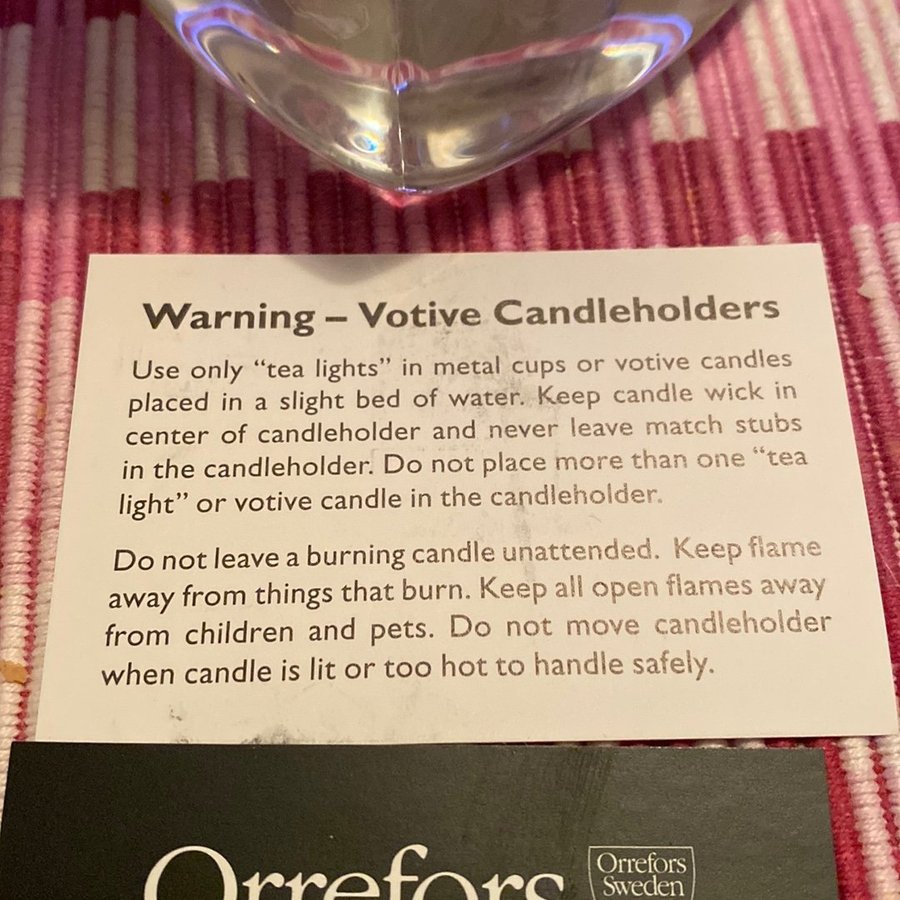 Warning – Votive Candleholders
Use only “tea lights” in metal cups or votive candles
placed in a slight bed of water. Keep candle wick in
center of candleholder and never leave match stubs
in the candleholder. Do not place more than one “tea
light” or votive candle in the candleholder.
Do not leave a burning candle unattended. Keep flame
away from things that burn. Keep all open flames away
from children and pets. Do not move candleholder
when candle is lit or too hot to handle safely.
Orrefors
Orrefors
Sweden